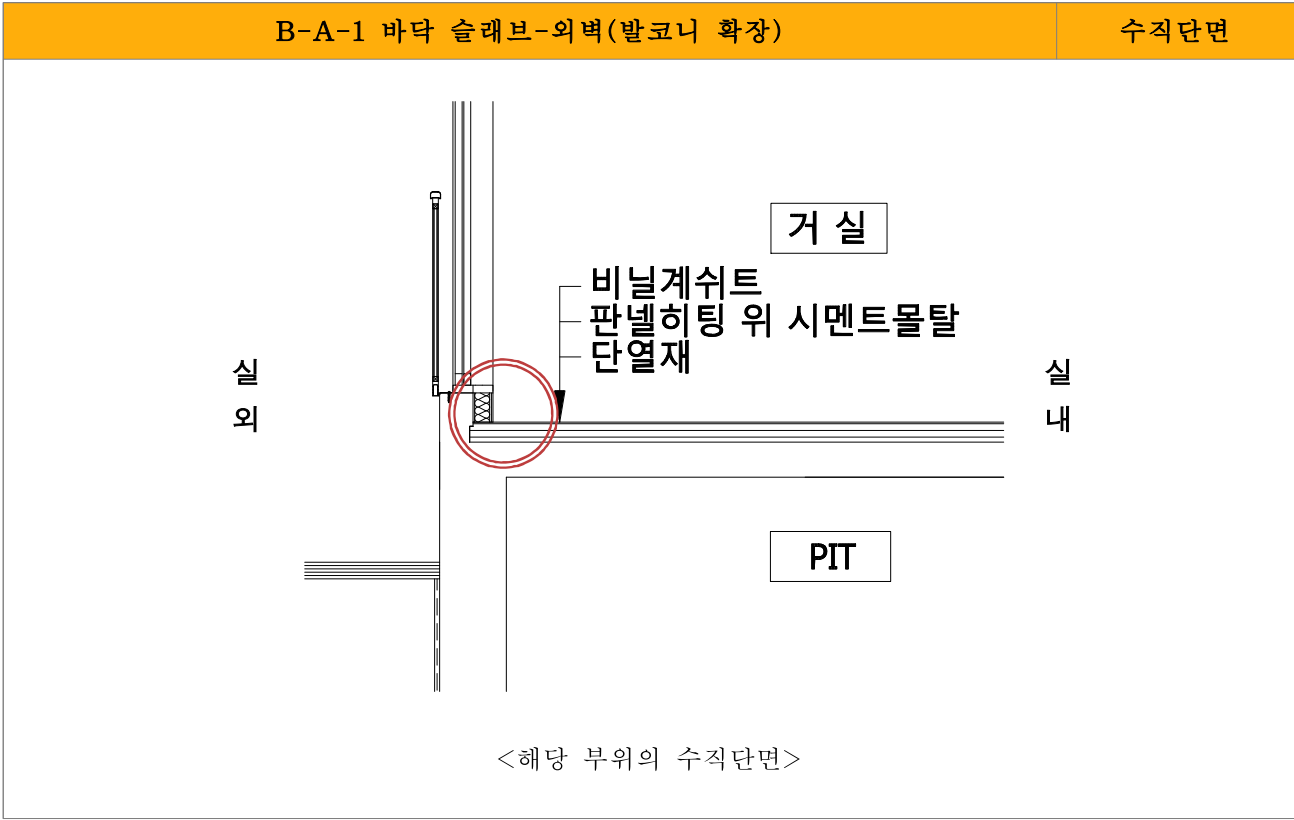 B-A-1 바닥 슬래브-외벽(발코니 확장)
수직단면
거 실
비닐계쉬트
판넬히팅 위 시멘트몰탈
단열재
실
외
실
내
PIT
<해당 부위의 수직단면>